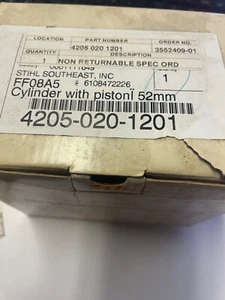 LOCATION PART NUMBER ORDER NO.
4205 020 1201 3552409-01
QUANTITY DESCRIPTION
1 NON RETURNABLE SPEC ORD
STIHL SOUTHEAST, INC 1
FF08A5 # 6108472226
Cylinder with pistonï 52mm
4205-020-1201